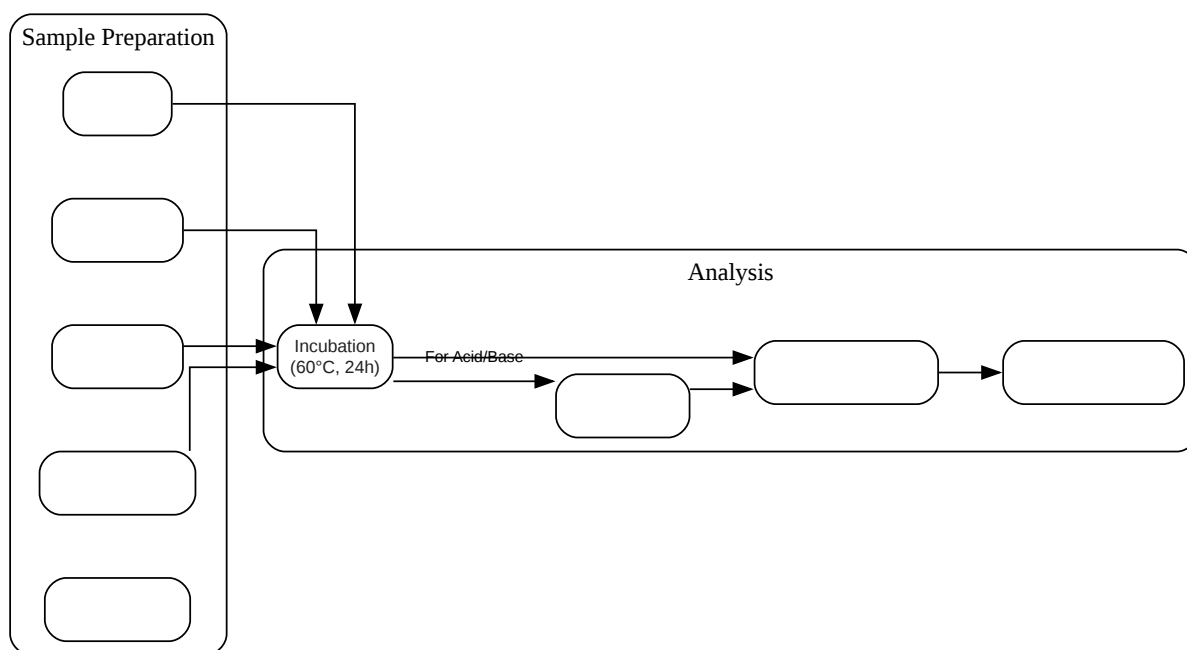 Sample Preparation
Analysis
Incubation
(60°C, 24h)
For Acid/Base